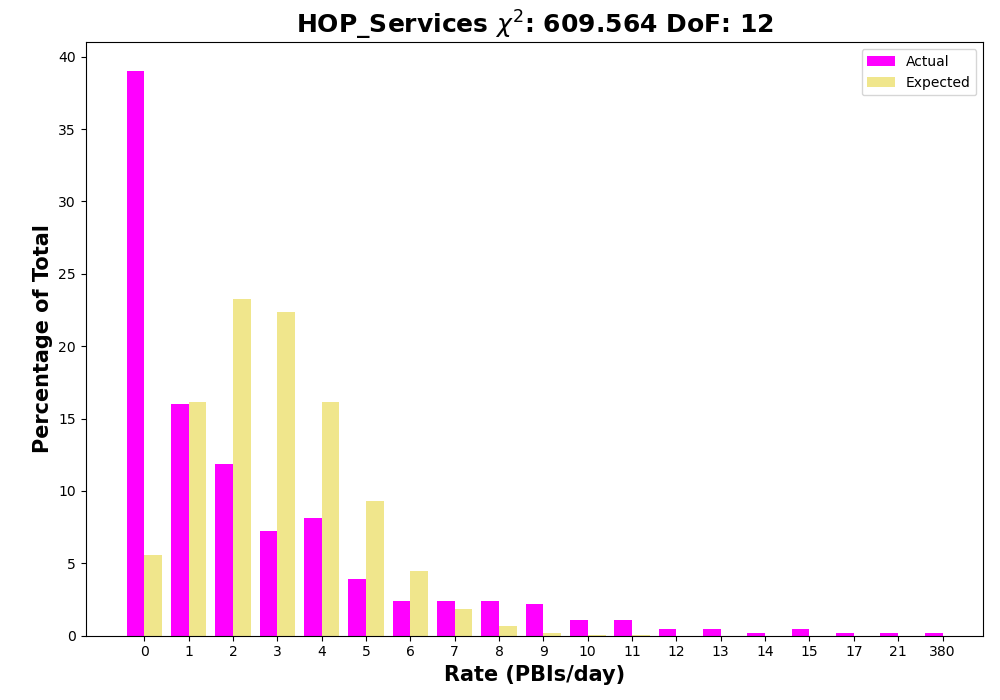 HOP_Services χ²: 609.564 DoF: 12
Actual
Expected
Percentage of Total
40
35
30
25
20
15
10
5
0
0 1 2 3 4 5 6 7 8 9 10 11 12 13 14 15 17 21 380
Rate (PBIs/day)